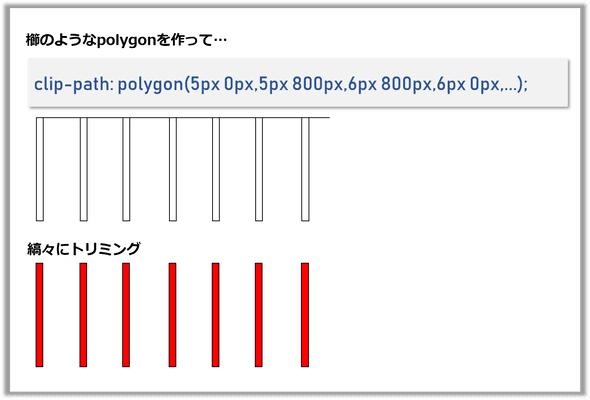 櫛のようなpolygonを作って…
clip-path: polygon(5px 0px,5px 800px,6px 800px,6px 0px,...);
縞々にトリミング